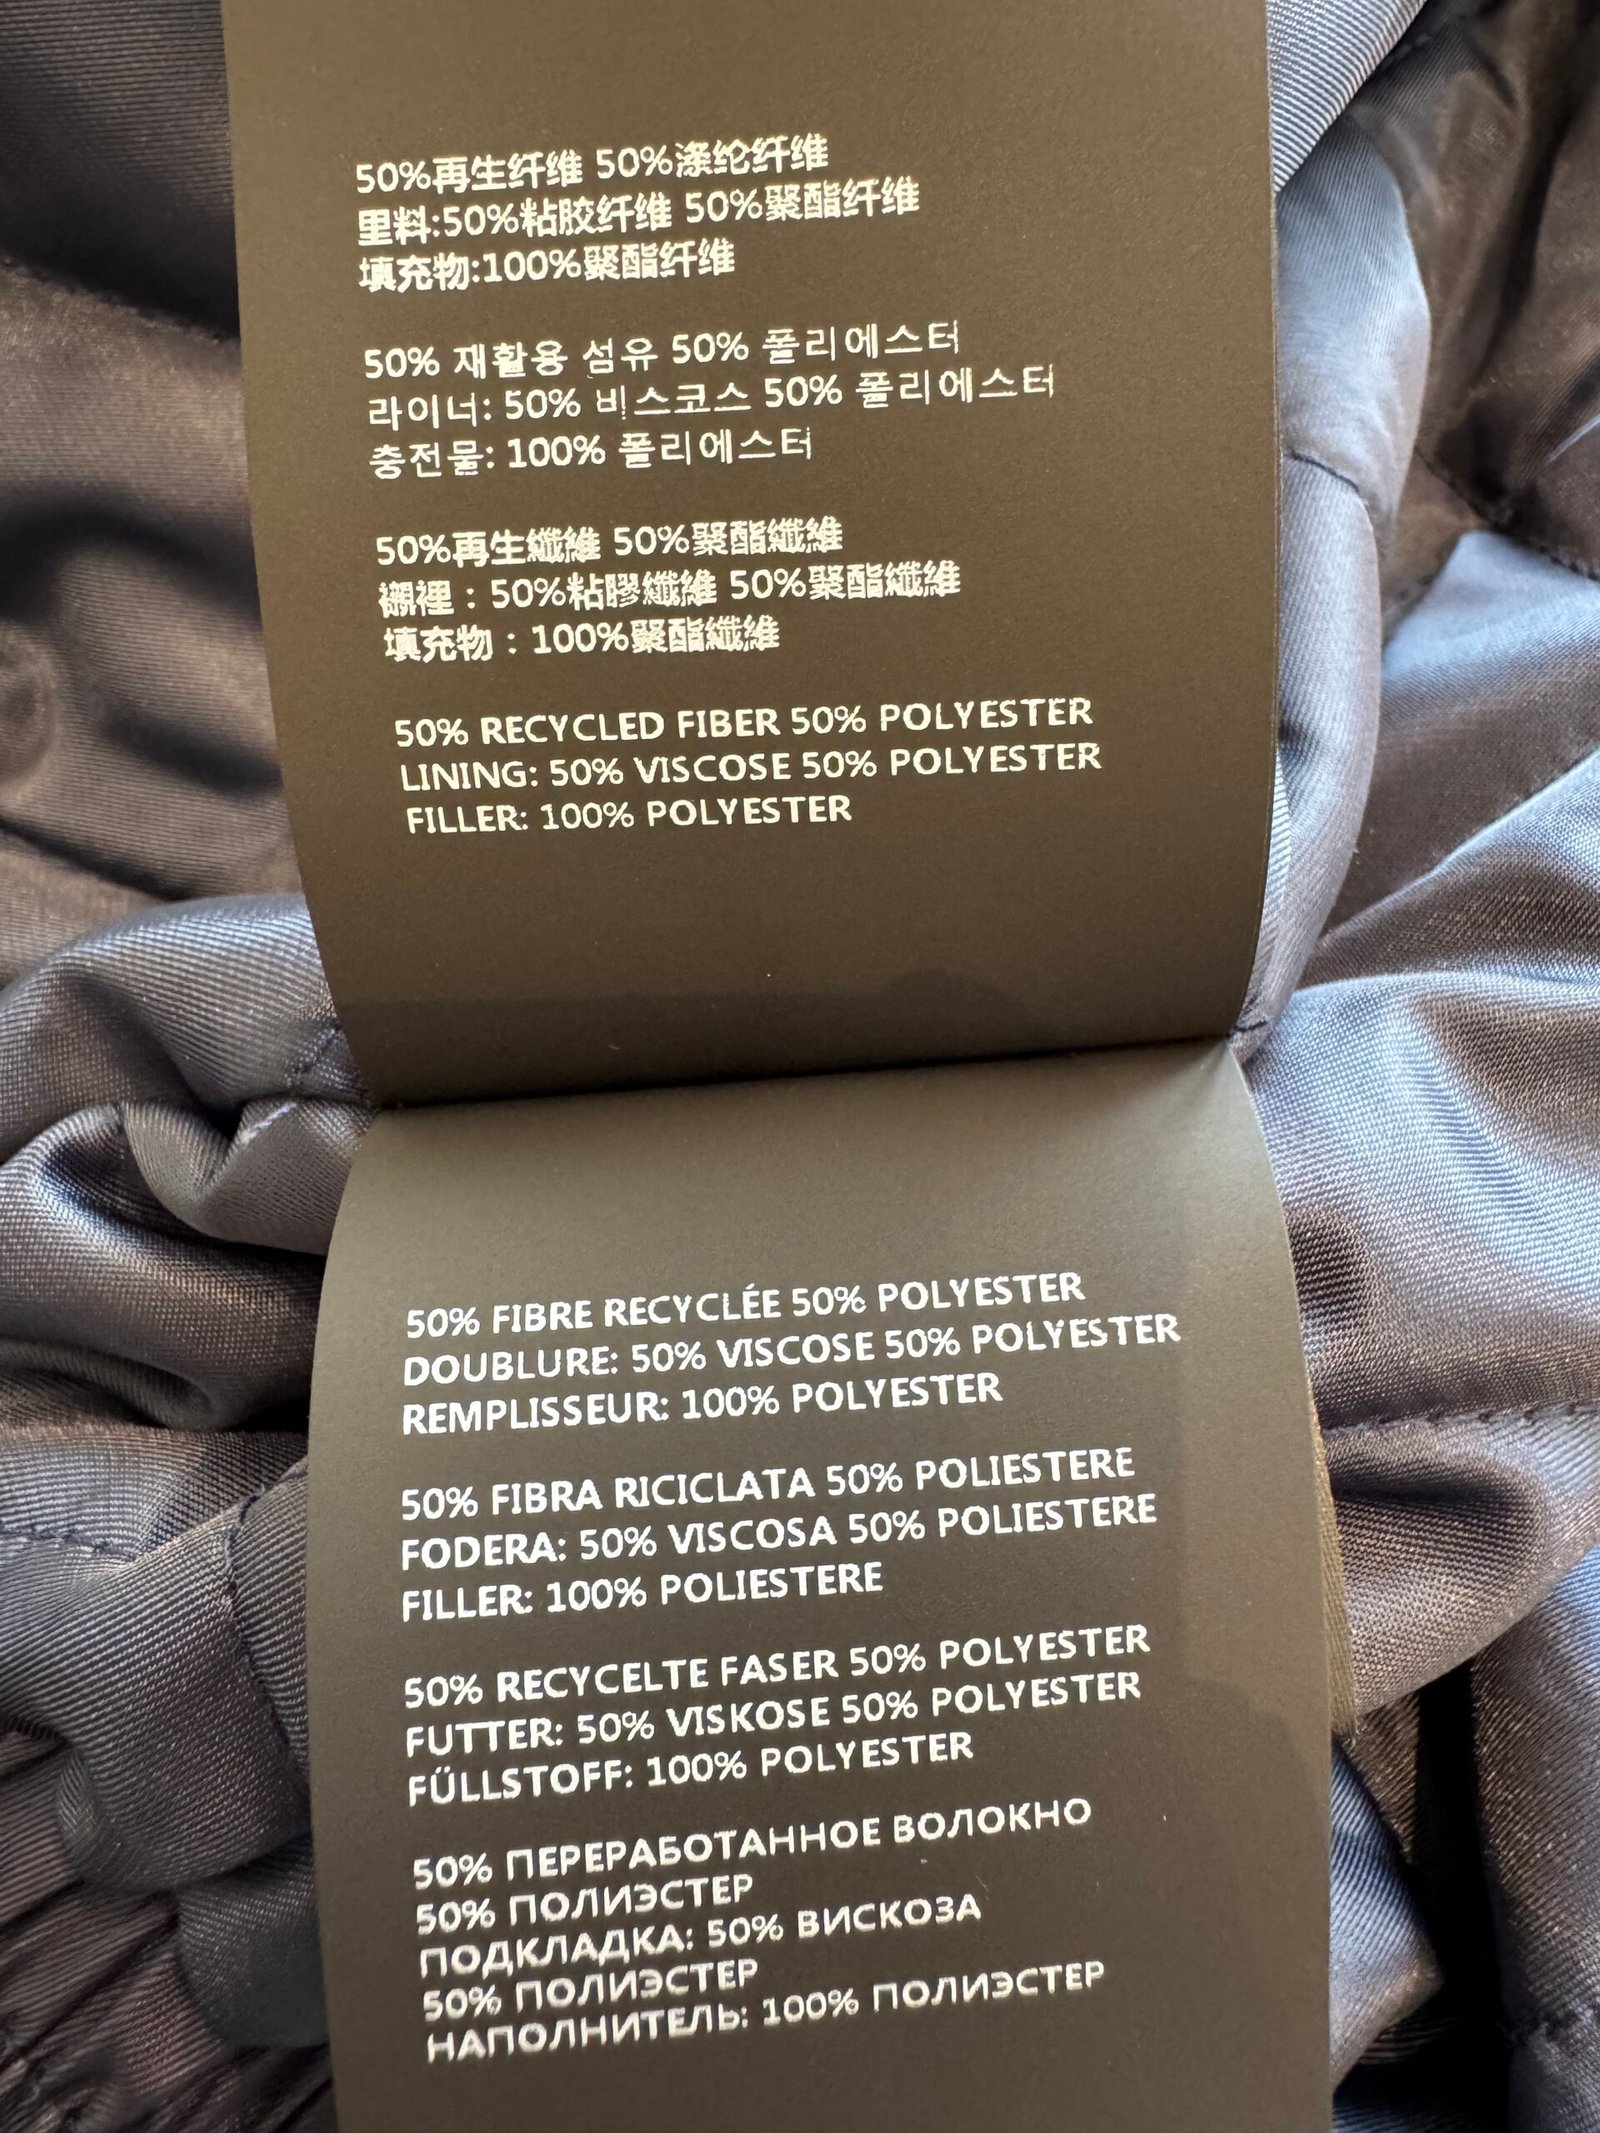 50%再生纤维 50%涤纶纤维
里料:50%粘胶纤维 50%聚酯纤维
填充物:100%聚酯纤维
50% 재활용 섬유 50% 폴리에스터
라이너: 50% 비스코스 50% 폴리에스터
충전물: 100% 폴리에스터
50%再生纖維 50%聚酯纖維
襯裡：50%粘膠纖維 50%聚酯纖維
填充物：100%聚酯纖維
50% RECYCLED FIBER 50% POLYESTER
LINING: 50% VISCOSE 50% POLYESTER
FILLER: 100% POLYESTER
50% FIBRE RECYCLÉE 50% POLYESTER
DOUBLURE: 50% VISCOSE 50% POLYESTER
REMPLISSEUR: 100% POLYESTER
50% FIBRA RICICLATA 50% POLIESTERE
FODERA: 50% VISCOSA 50% POLIESTERE
FILLER: 100% POLIESTERE
50% RECYCELTE FASER 50% POLYESTER
FUTTER: 50% VISKOSE 50% POLYESTER
FÜLLSTOFF: 100% POLYESTER
50% ПЕРЕРАБОТАННОЕ ВОЛОКНО
50% ПОЛИЭСТЕР
ПОДКЛАДКА: 50% ВИСКОЗА
50% ПОЛИЭСТЕР
НАПОЛНИТЕЛЬ: 100% ПОЛИЭСТЕР